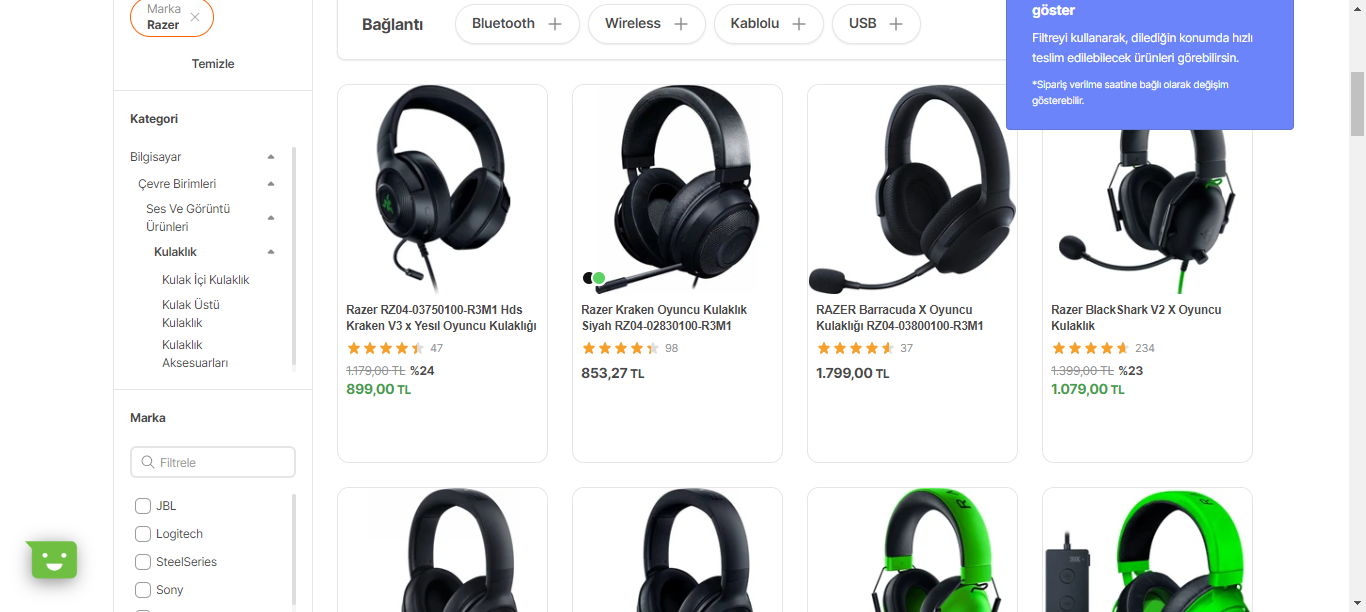 Marka
Razer
Temizle
Kategori
Bilgisayar
Çevre Birimleri
Ses Ve Görüntü
Ürünleri
Kulaklık
Kulak İçi Kulaklık
Kulak Üstü
Kulaklık
Kulaklık
Aksesuarları
Marka
Filtrele
JBL
Logitech
SteelSeries
Sony
Bağlantı
Bluetooth
Wireless
Kablolu
USB
göster
Filtreyi kullanarak, dilediğin konumda hızlı
teslim edilebilecek ürünleri görebilirsin.
*Sipariş verilme saatine bağlı olarak değişim
gösterebilir.
Razer RZ04-03750100-R3M1 Hds
Kraken V3 x Yesıl Oyuncu Kulaklığı
47
1.179,00 TL %24
899,00 TL
Razer Kraken Oyuncu Kulaklık
Siyah RZ04-02830100-R3M1
98
853,27 TL
RAZER Barracuda X Oyuncu
Kulaklığı RZ04-03800100-R3M1
37
1.799,00 TL
Razer BlackShark V2 X Oyuncu
Kulaklık
234
1.399,00 TL %23
1.079,00 TL